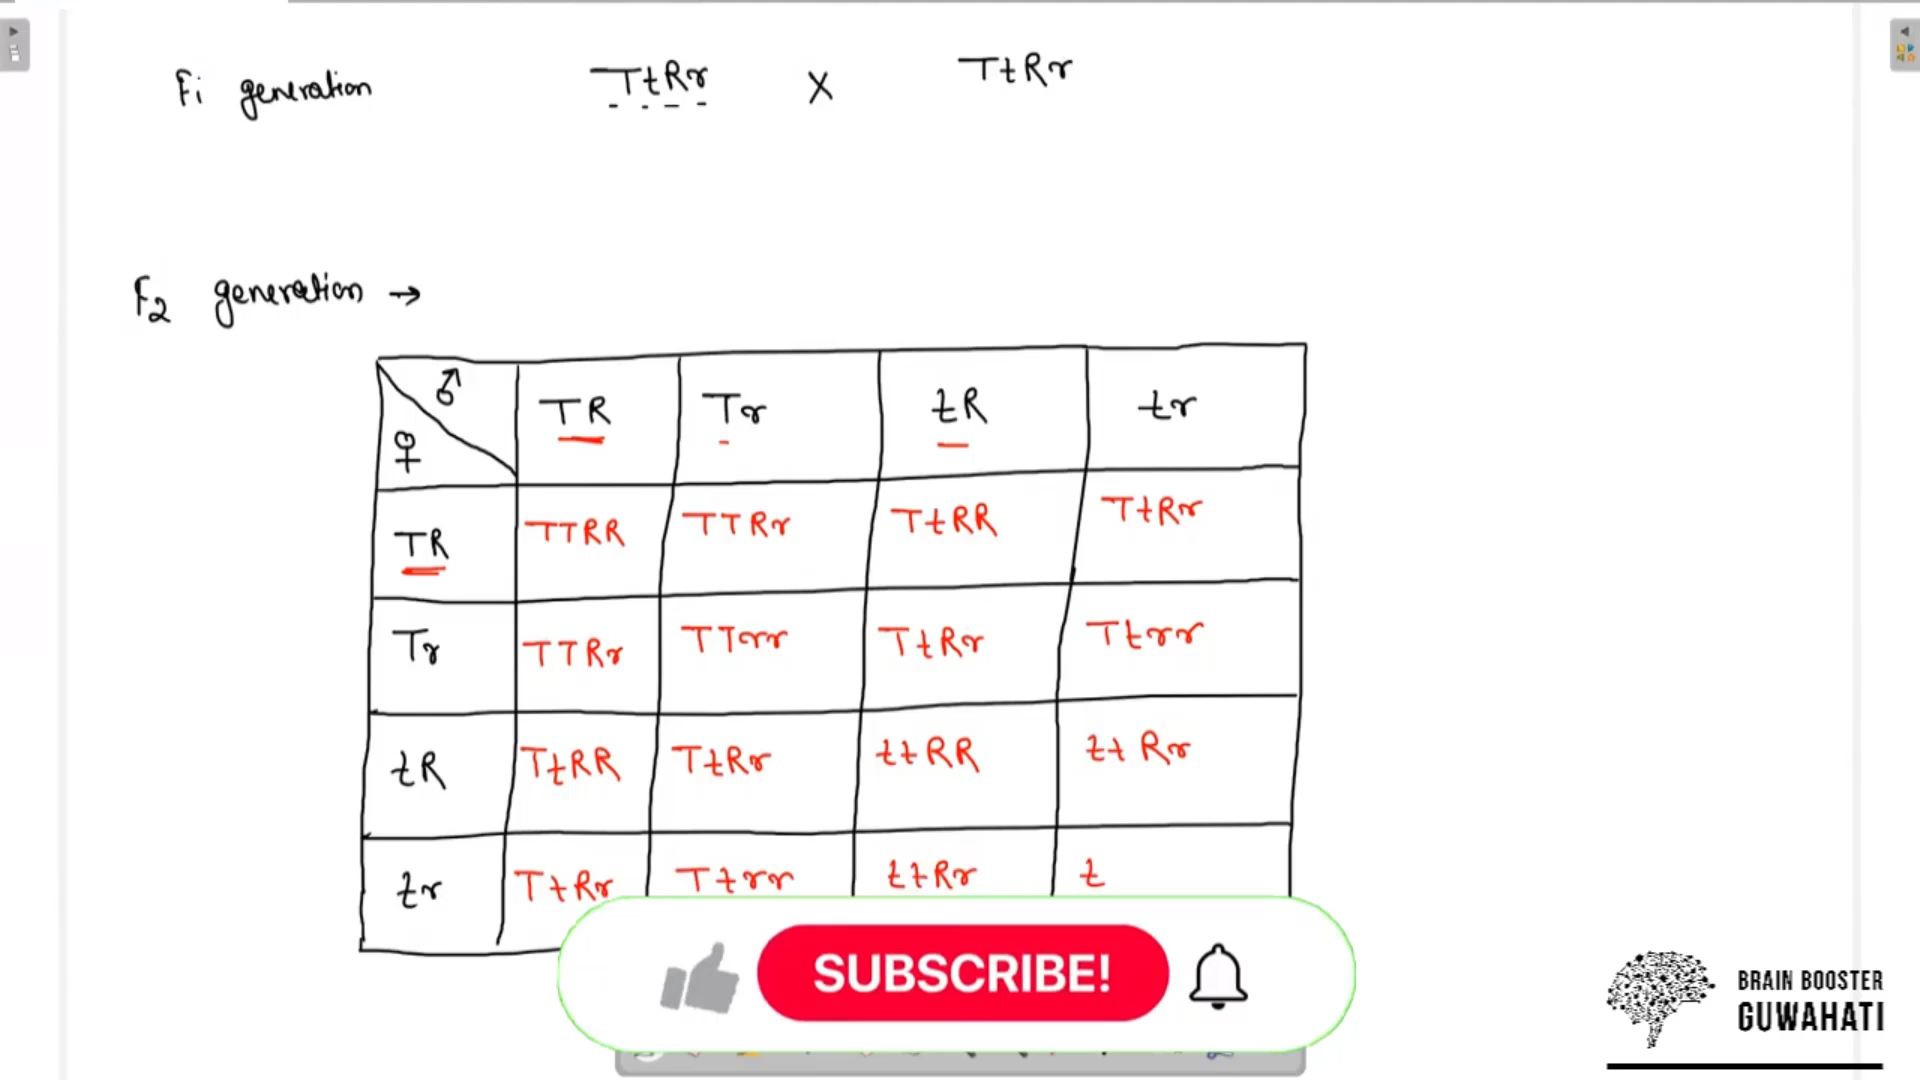 F1 generation TtRr X TtRr
F2 generation →
♂ TR Tr tR tr
♀
TR TTRR TTRr TtRR TtRr
Tr TTRr TTrr TtRr Ttrr
tR TtRR TtRr ttRR ttRr
tr TtRr Ttrr ttRr t
SUBSCRIBE!
BRAIN BOOSTER
GUWAHATI